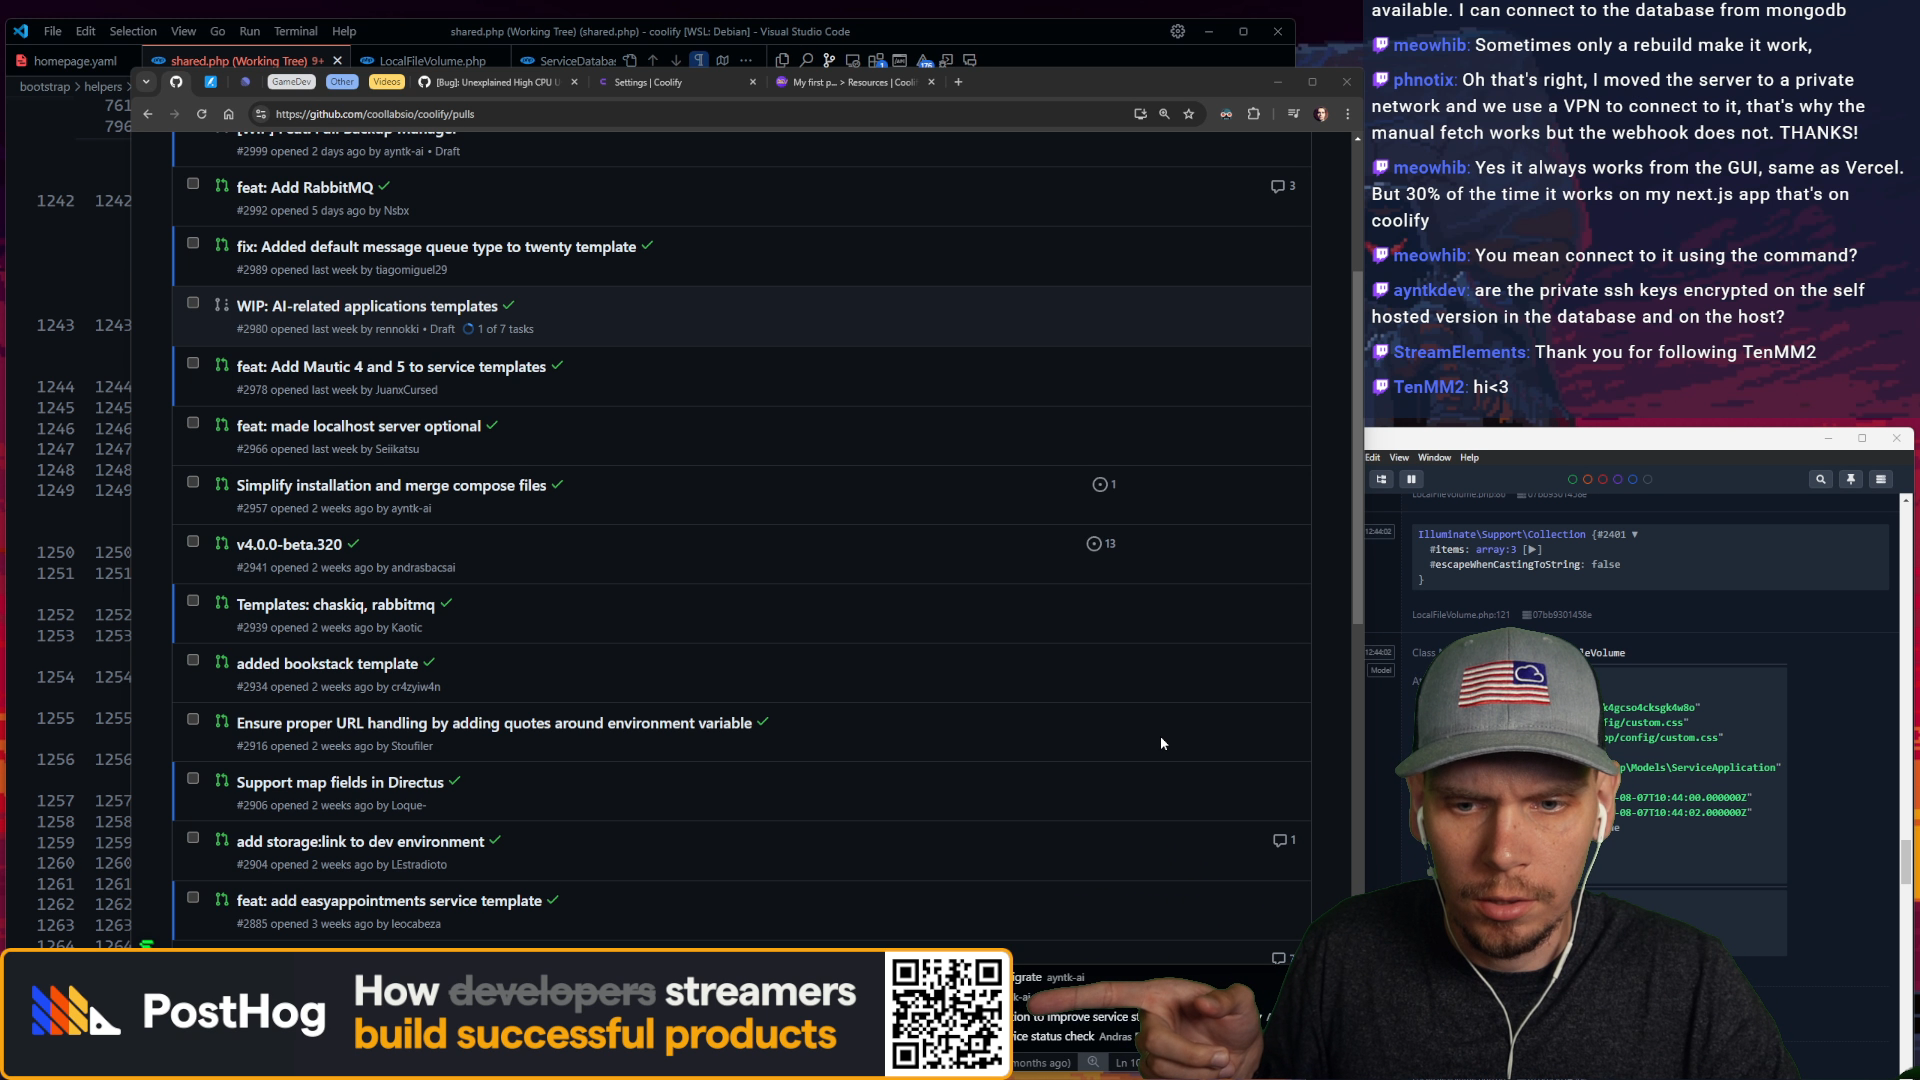 File Edit Selection View Go Run Terminal Help
shared.php (Working Tree) (shared.php) - coolify [WSL: Debian] - Visual Studio Code
homepage.yaml
shared.php (Working Tree) 9+
LocalFileVolume.php
ServiceDatabas
bootstrap > helpers >
GameDev
Other
Videos
[Bug]: Unexplained High CPU U
Settings | Coolify
My first p... > Resources | Coolif
https://github.com/coollabsio/coolify/pulls
761
796
1242 1242
1243 1243
1244 1244
1245 1245
1246 1246
1247 1247
1248 1248
1249 1249
1250 1250
1251 1251
1252 1252
1253 1253
1254 1254
1255 1255
1256 1256
1257 1257
1258 1258
1259 1259
1260 1260
1261 1261
1262 1262
1263 1263
1264 1264
#2999 opened 2 days ago by ayntk-ai • Draft
feat: Add RabbitMQ
3
#2992 opened 5 days ago by Nsbx
fix: Added default message queue type to twenty template
#2989 opened last week by tiagomiguel29
WIP: AI-related applications templates
#2980 opened last week by rennokki • Draft 1 of 7 tasks
feat: Add Mautic 4 and 5 to service templates
#2978 opened last week by JuanxCursed
feat: made localhost server optional
#2966 opened last week by Seiikatsu
Simplify installation and merge compose files
1
#2957 opened 2 weeks ago by ayntk-ai
v4.0.0-beta.320
13
#2941 opened 2 weeks ago by andrasbacsai
Templates: chaskiq, rabbitmq
#2939 opened 2 weeks ago by Kaotic
added bookstack template
#2934 opened 2 weeks ago by cr4zyiw4n
Ensure proper URL handling by adding quotes around environment variable
#2916 opened 2 weeks ago by Stoufiler
Support map fields in Directus
#2906 opened 2 weeks ago by Loque-
add storage:link to dev environment
1
#2904 opened 2 weeks ago by LEstradioto
feat: add easyappointments service template
#2885 opened 3 weeks ago by leocabeza
igrate ayntk-ai
k-ai
ion to improve service st
ice status check Andras
months ago)
Ln 10
PostHog
How developers streamers
build successful products
available. I can connect to the database from mongodb
meowhib: Sometimes only a rebuild make it work,
phnotix: Oh that's right, I moved the server to a private
network and we use a VPN to connect to it, that's why the
manual fetch works but the webhook does not. THANKS!
meowhib: Yes it always works from the GUI, same as Vercel.
But 30% of the time it works on my next.js app that's on
coolify
meowhib: You mean connect to it using the command?
ayntkdev: are the private ssh keys encrypted on the self
hosted version in the database and on the host?
StreamElements: Thank you for following TenMM2
TenMM2: hi<3
Edit View Window Help
LocalFileVolume.php:80 07bb9301458e
12:44:02
Illuminate\Support\Collection {#2401 ▼
#items: array:3 [▶]
#escapeWhenCastingToString: false
}
LocalFileVolume.php:121 07bb9301458e
12:44:02
Model
Class
leVolume
k4gcso4cksgk4w8o"
fig/custom.css"
pp/config/custom.css"
p\Models\ServiceApplication"
-08-07T10:44:00.000000Z"
-08-07T10:44:02.000000Z"